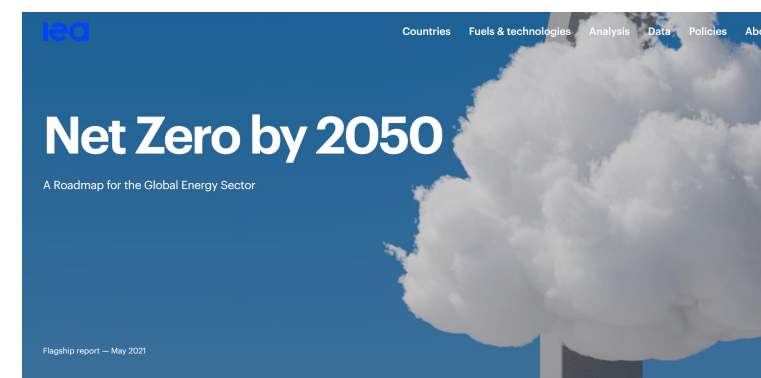 iea
Countries Fuels & technologies Analysis Data Policies
Net Zero by 2050
A Roadmap for the Global Energy Sector
Flagship report — May 2021